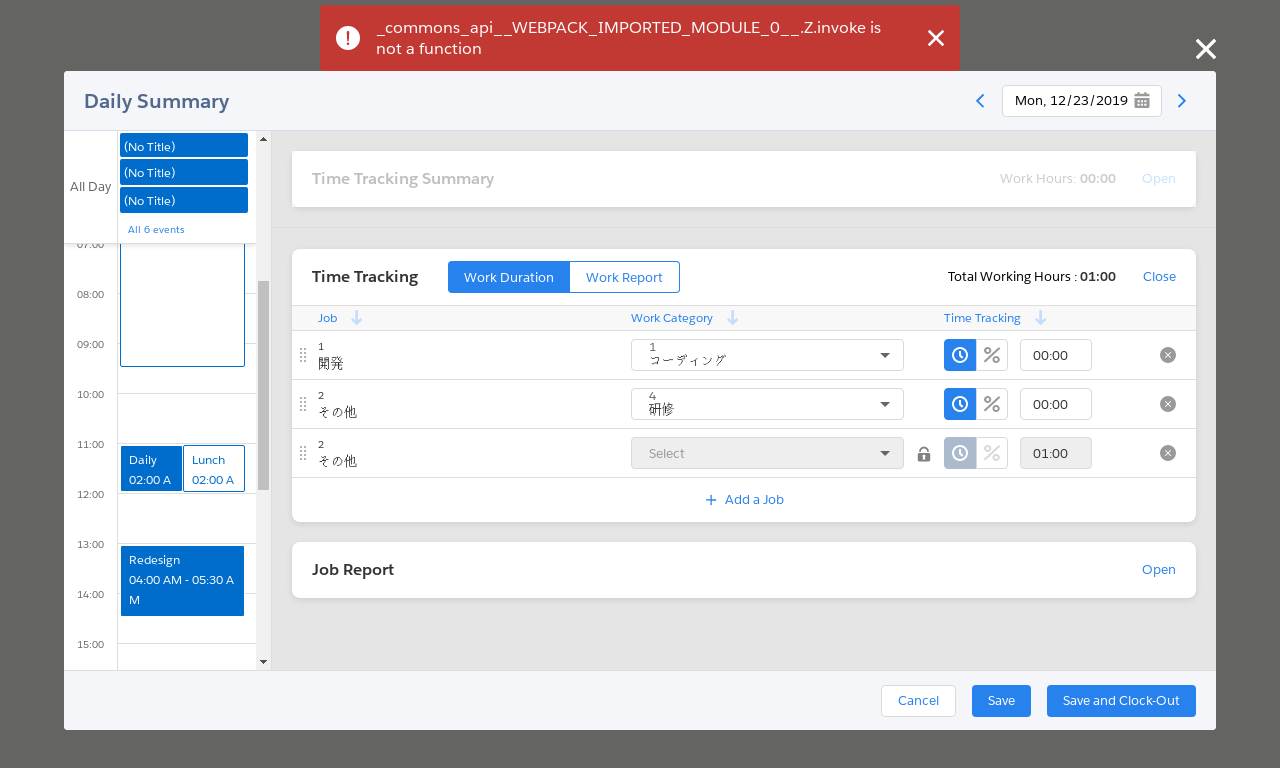 _commons_api__WEBPACK_IMPORTED_MODULE_0__.Z.invoke is
not a function
Daily Summary
Mon, 12/23/2019
All Day
(No Title)
(No Title)
(No Title)
All 6 events
07:00
08:00
09:00
10:00
11:00
Daily
02:00 A
Lunch
02:00 A
12:00
13:00
Redesign
04:00 AM - 05:30 A
M
14:00
15:00
Time Tracking Summary
Work Hours: 00:00
Open
Time Tracking
Work Duration
Work Report
Total Working Hours : 01:00
Close
Job
Work Category
Time Tracking
1
開発
1
コーディング
00:00
2
その他
4
研修
00:00
2
その他
Select
01:00
Add a Job
Job Report
Open
Cancel
Save
Save and Clock-Out